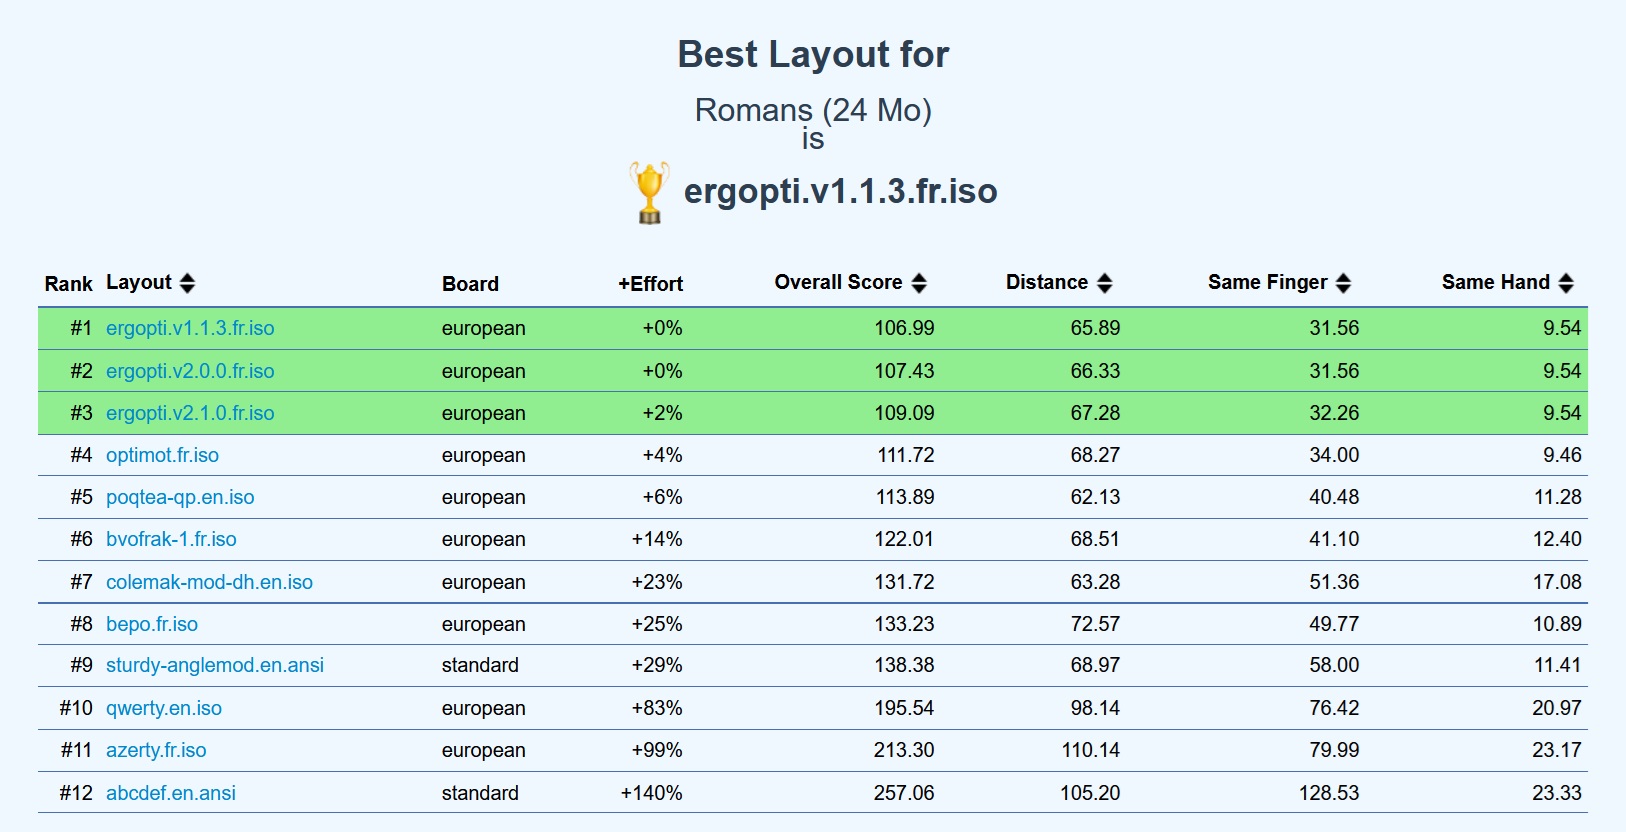 Best Layout for
Romans (24 Mo)
is
ergopti.v1.1.3.fr.iso
Rank Layout Board +Effort Overall Score Distance Same Finger Same Hand
#1 ergopti.v1.1.3.fr.iso european +0% 106.99 65.89 31.56 9.54
#2 ergopti.v2.0.0.fr.iso european +0% 107.43 66.33 31.56 9.54
#3 ergopti.v2.1.0.fr.iso european +2% 109.09 67.28 32.26 9.54
#4 optimot.fr.iso european +4% 111.72 68.27 34.00 9.46
#5 poqtea-qp.en.iso european +6% 113.89 62.13 40.48 11.28
#6 bvofrak-1.fr.iso european +14% 122.01 68.51 41.10 12.40
#7 colemak-mod-dh.en.iso european +23% 131.72 63.28 51.36 17.08
#8 bepo.fr.iso european +25% 133.23 72.57 49.77 10.89
#9 sturdy-anglemod.en.ansi standard +29% 138.38 68.97 58.00 11.41
#10 qwerty.en.iso european +83% 195.54 98.14 76.42 20.97
#11 azerty.fr.iso european +99% 213.30 110.14 79.99 23.17
#12 abcdef.en.ansi standard +140% 257.06 105.20 128.53 23.33